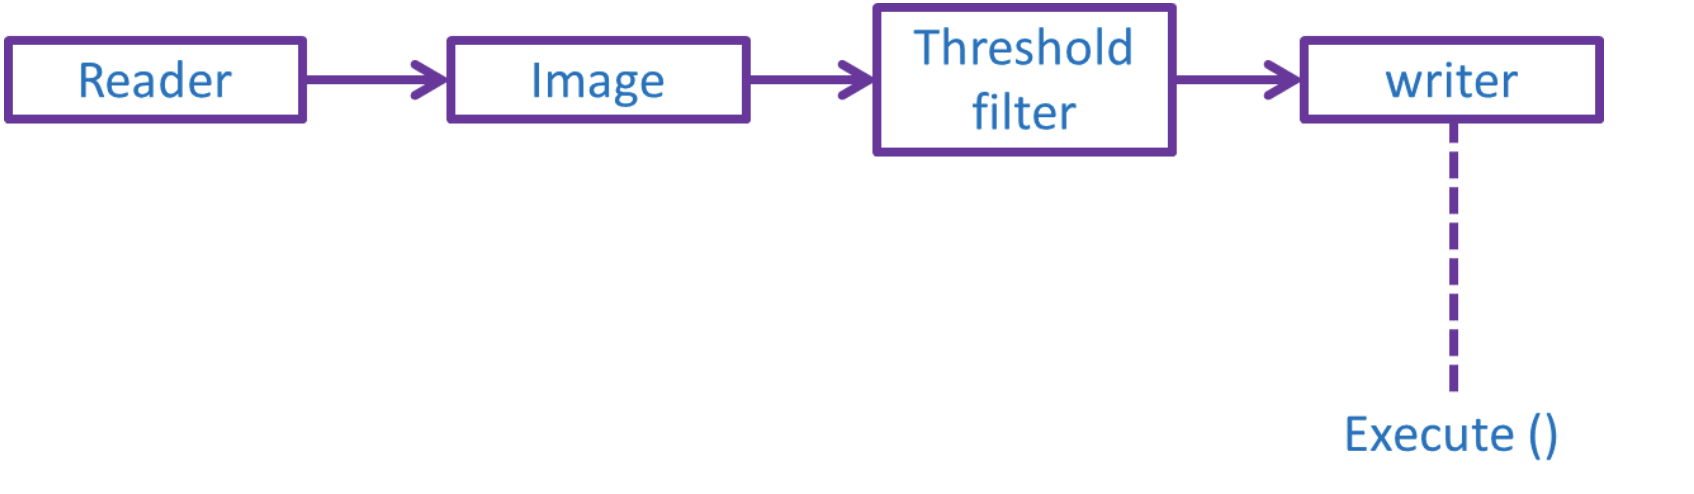 Reader
Image
Threshold
filter
writer
Execute ()